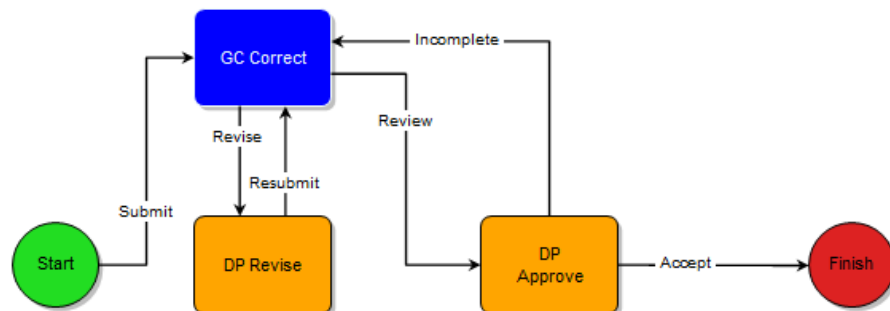 Incomplete
GC Correct
Revise
Review
Resubmit
Submit
Start
DP Revise
DP
Approve
Accept
Finish